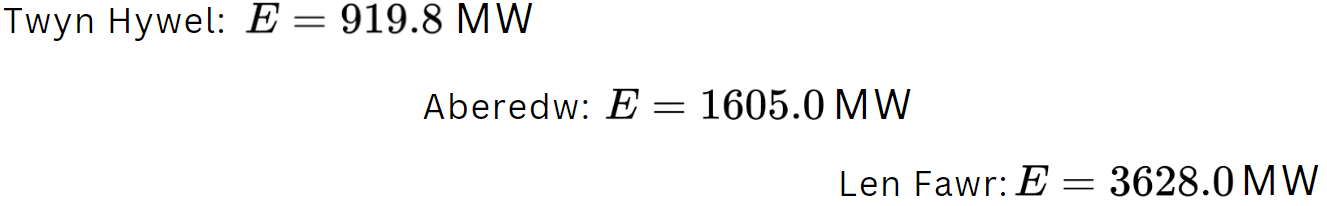 Twyn Hywel: E = 919.8 MW
Aberedw: E = 1605.0 MW
Len Fawr: E = 3628.0 MW